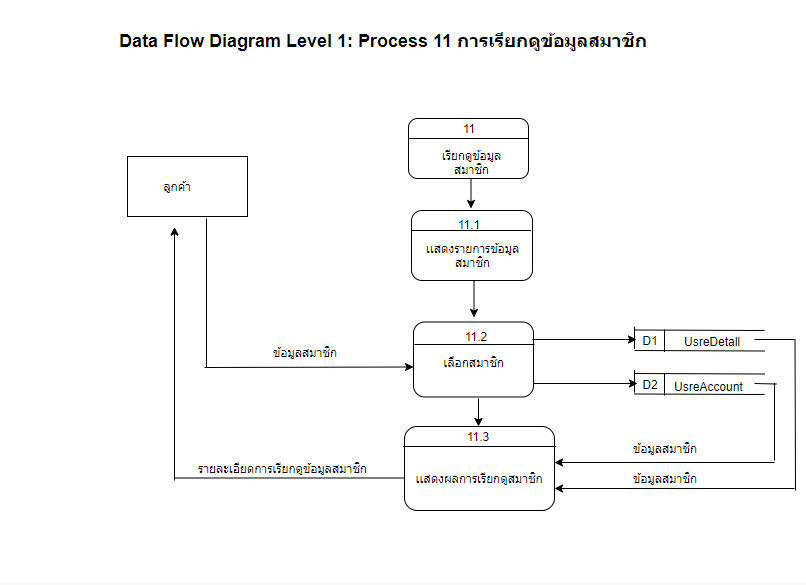 Data Flow Diagram Level 1: Process 11 การเรียกดูข้อมูลสมาชิก
11
เรียกดูข้อมูล
สมาชิก
ลูกค้า
11.1
แสดงรายการข้อมูล
สมาชิก
11.2
เลือกสมาชิก
D1 UsreDetall
D2 UsreAccount
ข้อมูลสมาชิก
11.3
แสดงผลการเรียกดูสมาชิก
ข้อมูลสมาชิก
ข้อมูลสมาชิก
รายละเอียดการเรียกดูข้อมูลสมาชิก